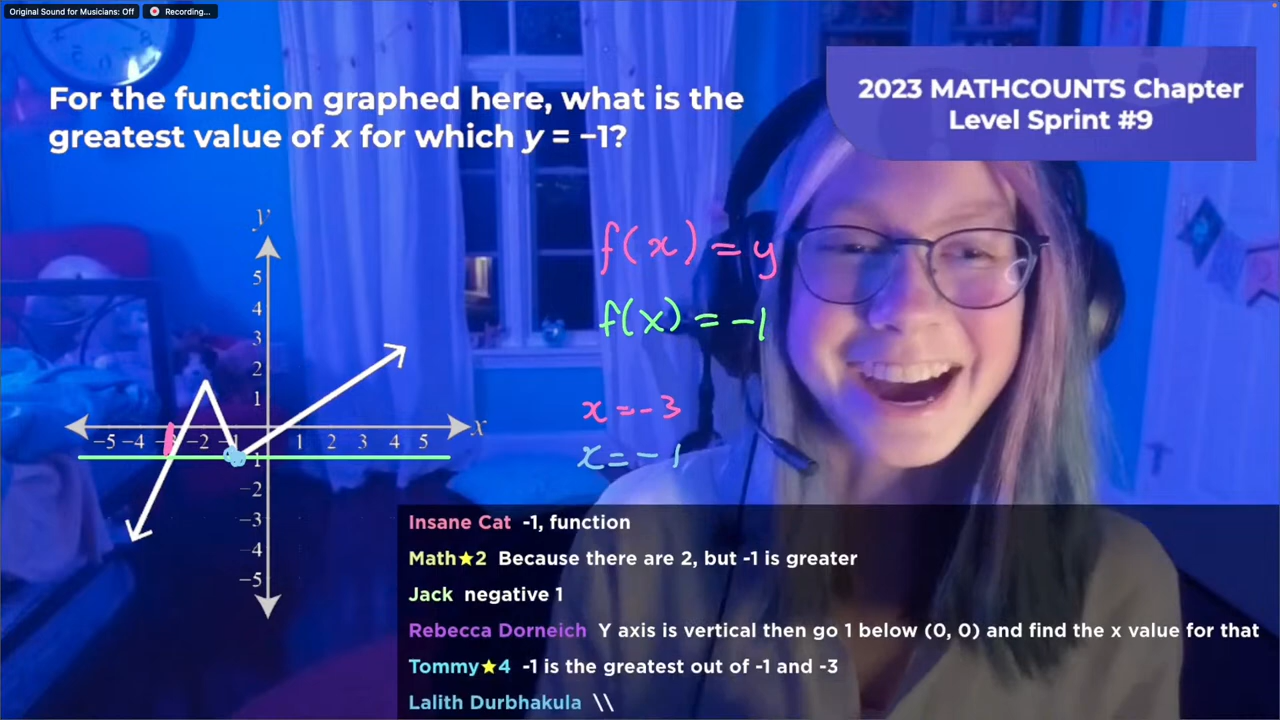 Original Sound for Musicians: Off
Recording...
For the function graphed here, what is the
greatest value of x for which y = −1?
2023 MATHCOUNTS Chapter
Level Sprint #9
y
5
4
3
2
1
−5 −4 −2 −1 1 2 3 4 5 x
−2
−3
−4
−5
f(x) = y
f(x) = -1
x = -3
x = -1
Insane Cat -1, function
Math⭐2 Because there are 2, but -1 is greater
Jack negative 1
Rebecca Dorneich Y axis is vertical then go 1 below (0, 0) and find the x value for that
Tommy⭐4 -1 is the greatest out of -1 and -3
Lalith Durbhakula \\